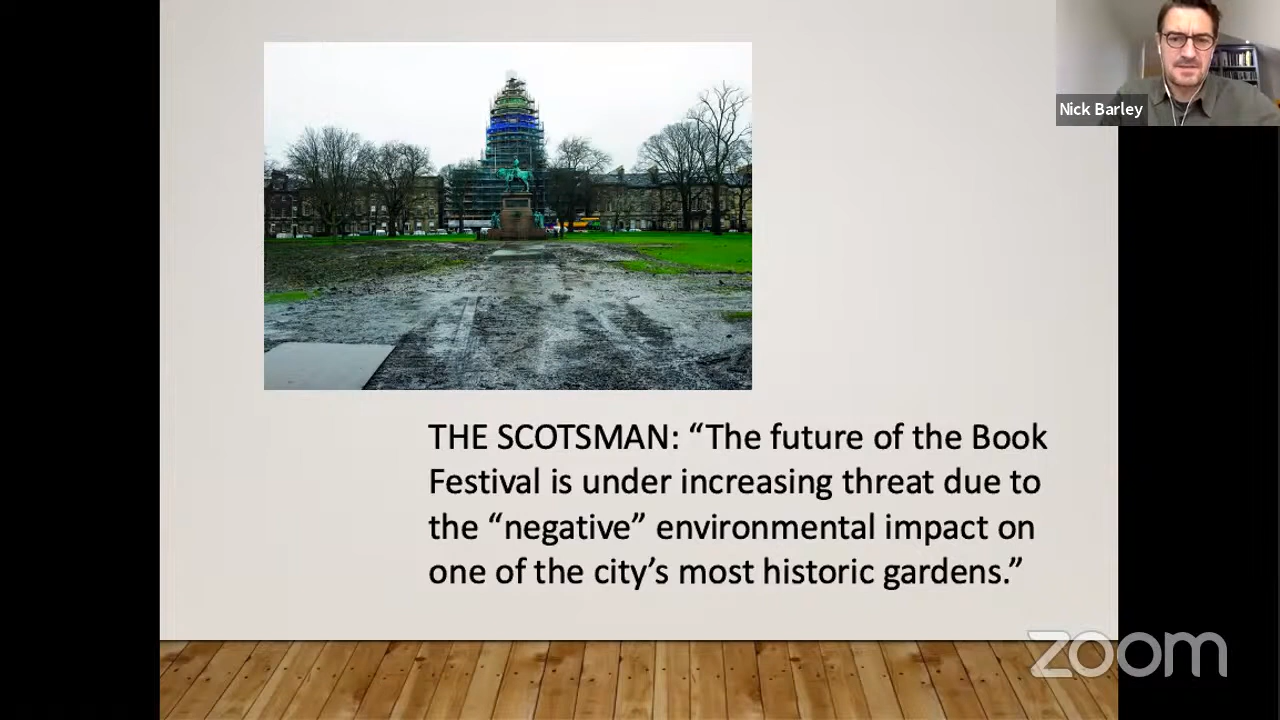 Nick Barley
THE SCOTSMAN: “The future of the Book
Festival is under increasing threat due to
the “negative” environmental impact on
one of the city’s most historic gardens.”
zoom